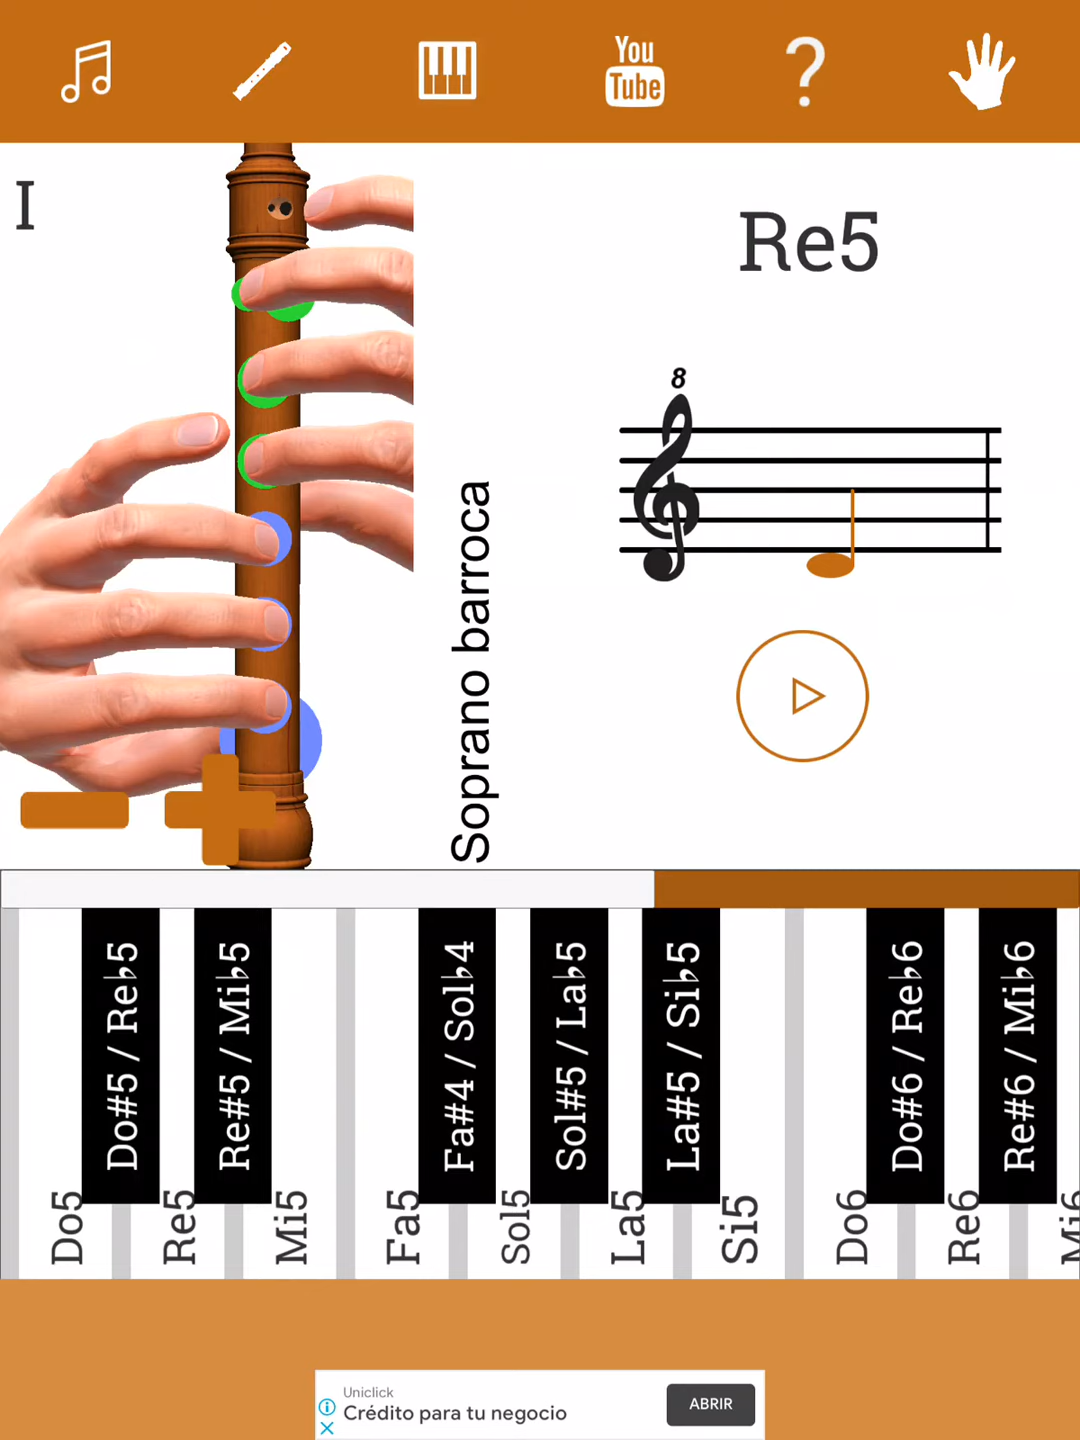 You
Tube
?
I
Re5
8
Soprano barroca
Do#5 / Re♭5
Re#5 / Mi♭5
Fa#4 / Sol♭4
Sol#5 / La♭5
La#5 / Si♭5
Do#6 / Re♭6
Re#6 / Mi♭6
Do5
Re5
Mi5
Fa5
Sol5
La5
Si5
Do6
Re6
Mi6
Uniclick
Crédito para tu negocio
ABRIR